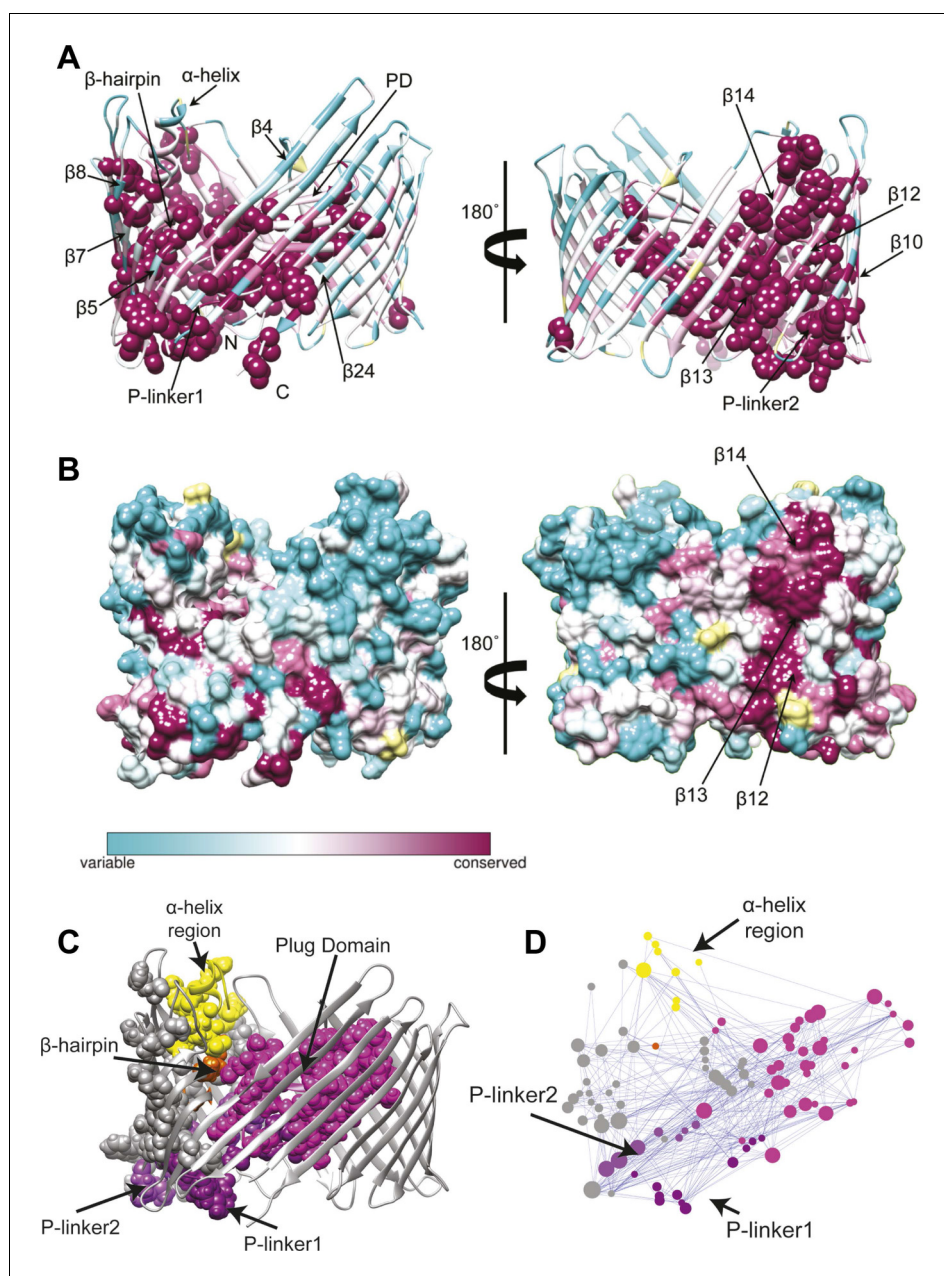 A
β-hairpin
α-helix
PD
β4
β14
β8
180°
β12
β7
β10
β5
N
P-linker1
C
β24
β13
P-linker2
B
β14
180°
β13
β12
variable
conserved
C
α-helix
region
Plug Domain
β-hairpin
P-linker2
P-linker1
D
α-helix
region
P-linker2
P-linker1